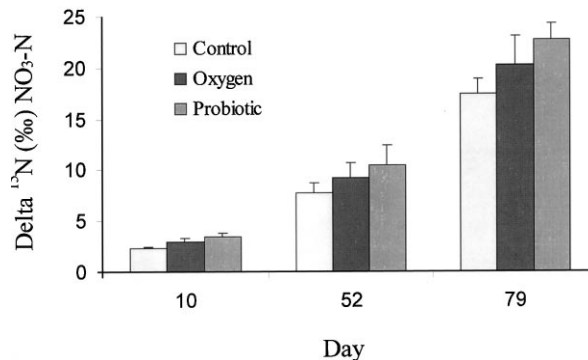 25
20
15
10
5
0
Delta ¹⁵N (‰) NO₃-N
Control
Oxygen
Probiotic
10 52 79
Day